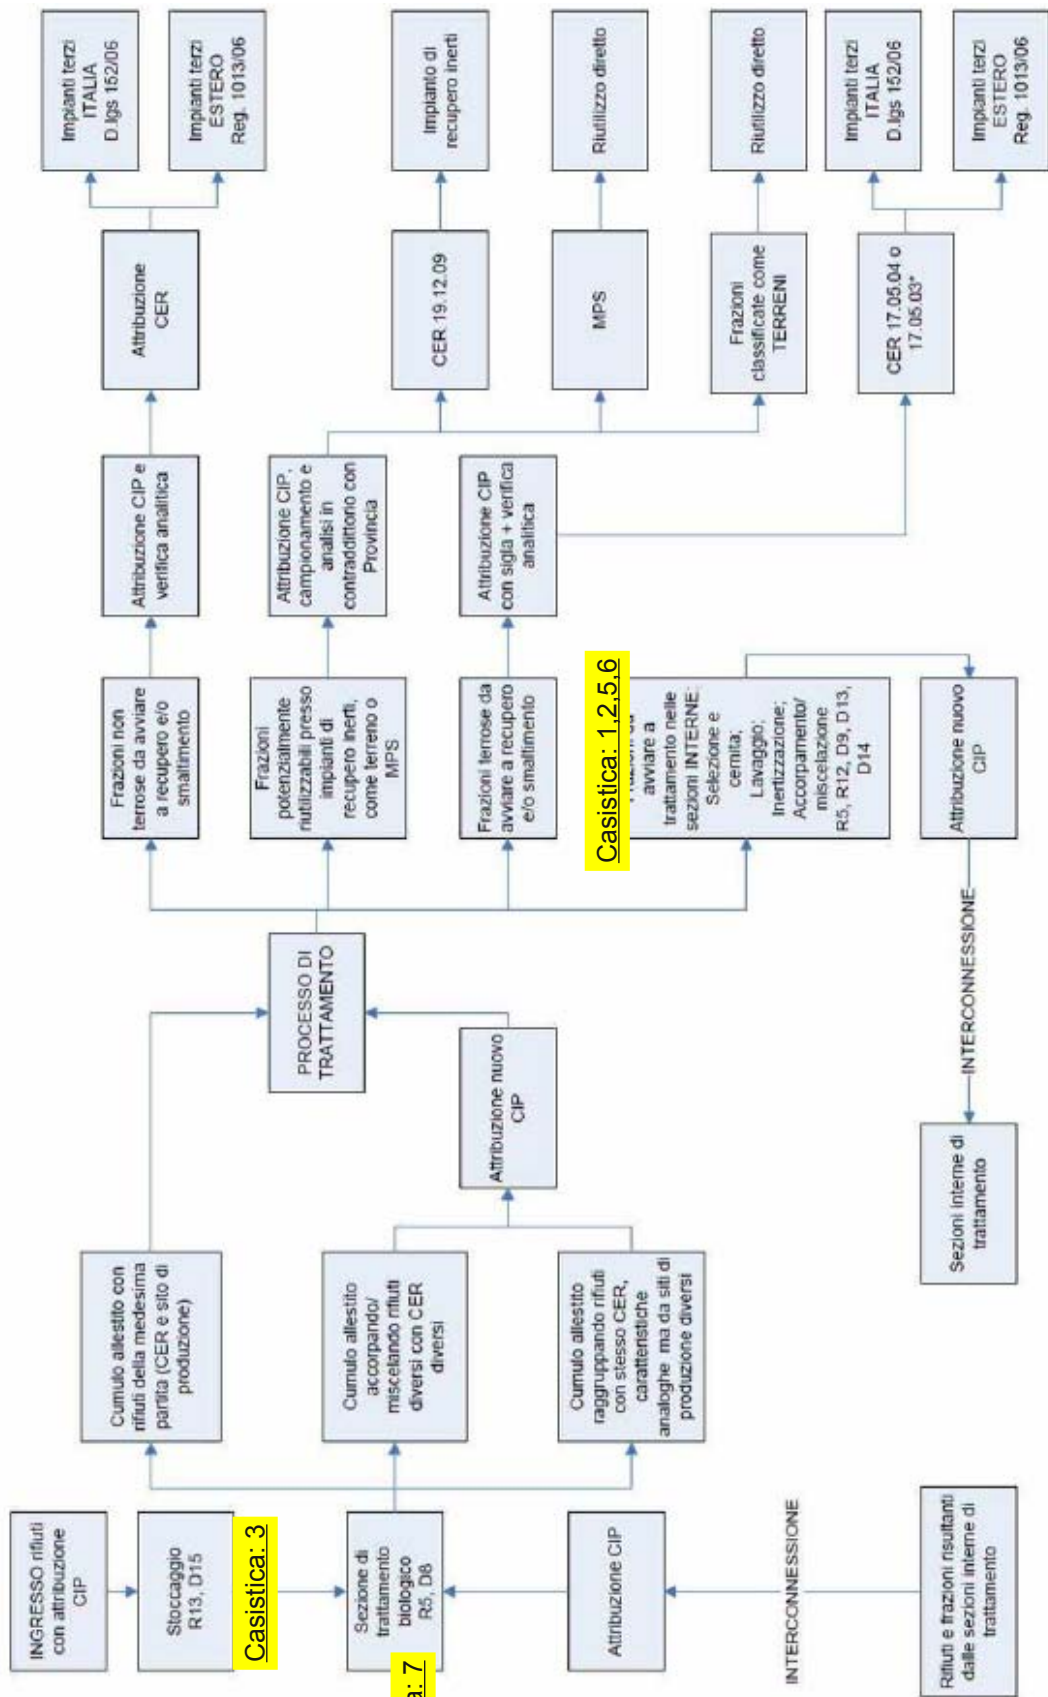 INGRESSO rifiuti
con attribuzione
CIP
Stoccaggio
R13, D15
Casistica: 3
Sezione di
trattamento
biologico
R5, D8
a: 7
Attribuzione CIP
INTERCONNESSIONE
Rifiuti e frazioni risultanti
dalle sezioni interne di
trattamento
Cumulo allestito con
rifiuti della medesima
partita (CER e sito di
produzione)
Cumulo allestito
accorpando/
miscelando rifiuti
diversi con CER
diversi
Cumulo allestito
raggruppando rifiuti
con stesso CER,
caratteristiche
analoghe ma da siti di
produzione diversi
Attribuzione nuovo
CIP
PROCESSO DI
TRATTAMENTO
Frazioni non
terrose da avviare
a recupero e/o
smaltimento
Frazioni
potenzialmente
riutilizzabili presso
impianti di
recupero inerti,
come terreno o
MPS
Frazioni terrose da
avviare a recupero
e/o smaltimento
Casistica: 1,2,5,6
avviare a
trattamento nelle
sezioni INTERNE:
Selezione e
cernita;
Lavaggio;
Inertizzazione;
Accorpamento/
miscelazione
R5, R12, D9, D13,
D14
Attribuzione nuovo
CIP
INTERCONNESSIONE
Sezioni interne di
trattamento
Attribuzione CIP e
verifica analitica
Attribuzione CIP,
campionamento e
analisi in
contraddittorio con
Provincia
Attribuzione CIP
con sigla + verifica
analitica
Attribuzione
CER
CER 19.12.09
MPS
Frazioni
classificate come
TERRENI
CER 17.05.04 o
17.05.03*
Impianti terzi
ITALIA
D.lgs 152/06
Impianti terzi
ESTERO
Reg. 1013/06
Impianto di
recupero inerti
Riutilizzo diretto
Riutilizzo diretto
Impianti terzi
ITALIA
D.lgs 152/06
Impianti terzi
ESTERO
Reg. 1013/06